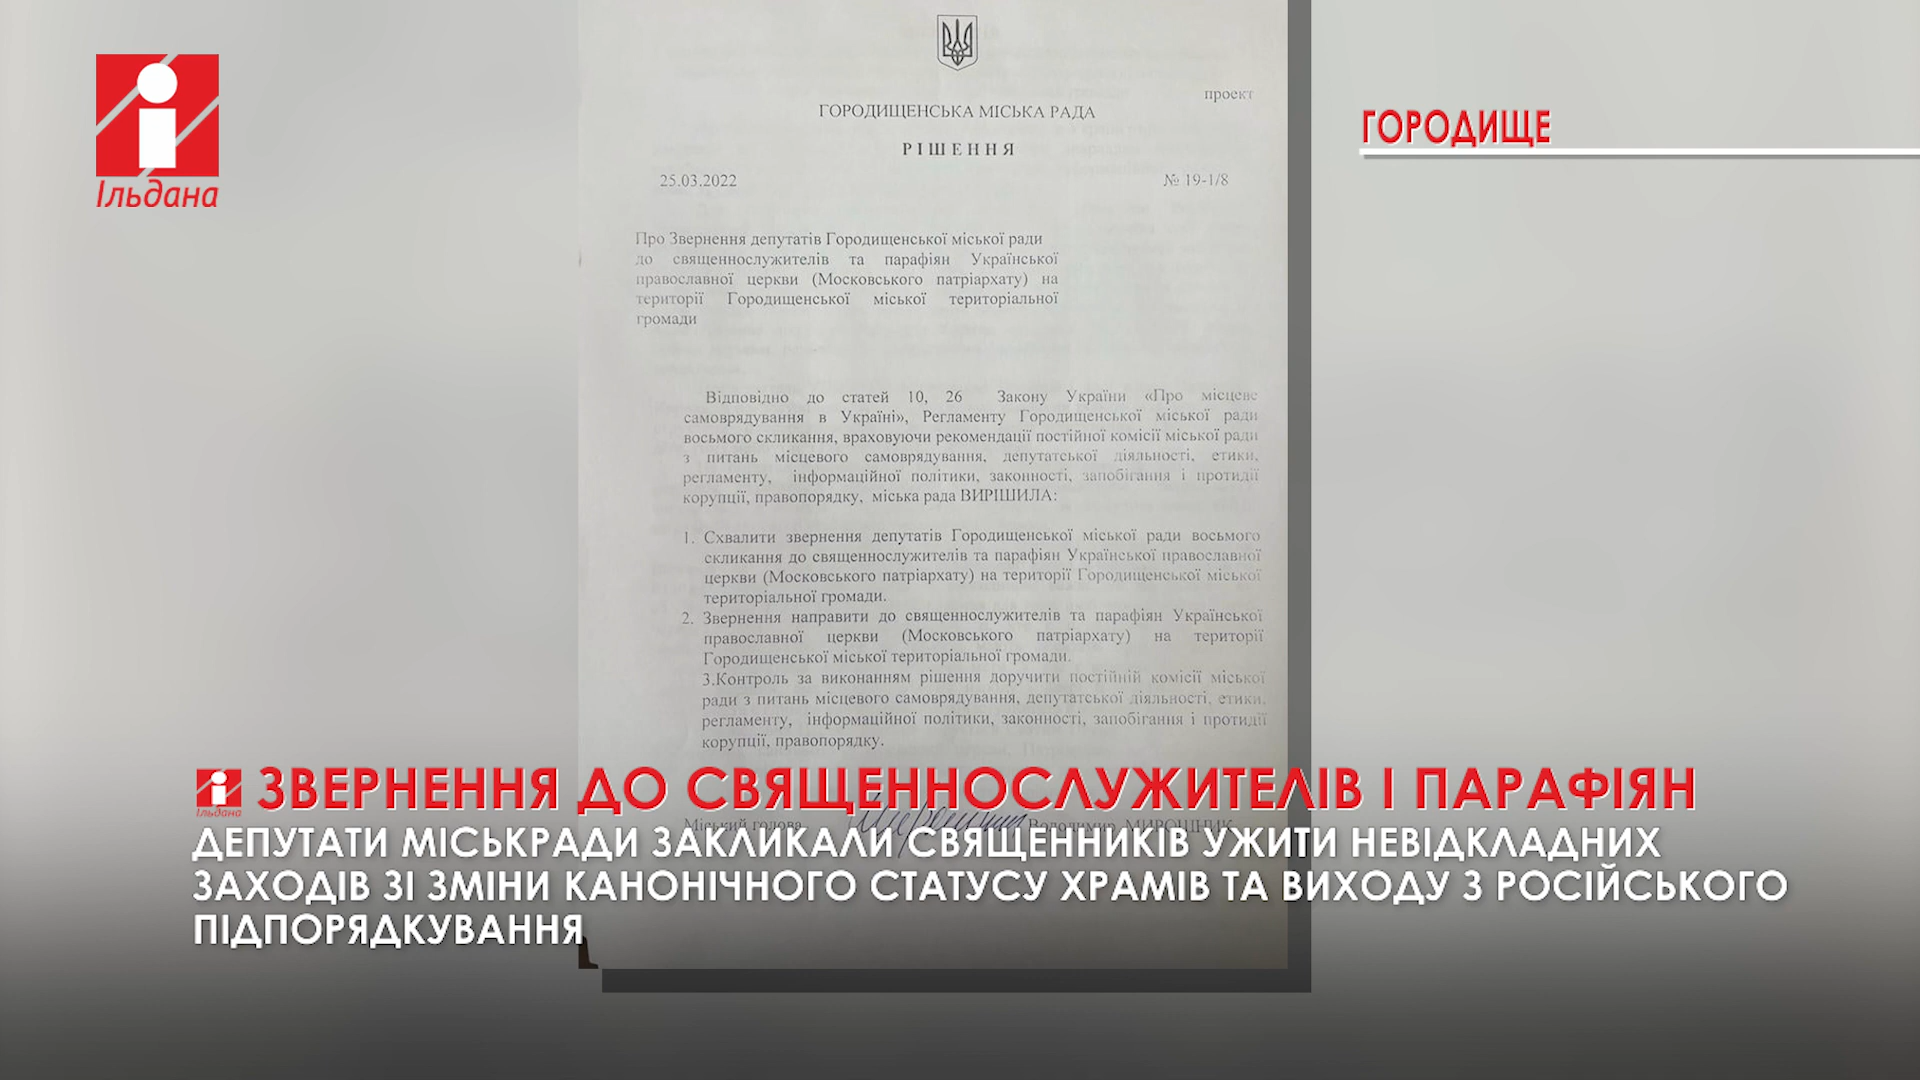 Ільдана
ГОРОДИЩЕ
проект
ГОРОДИЩЕНСЬКА МІСЬКА РАДА
РІШЕННЯ
25.03.2022 № 19-1/8
Про Звернення депутатів Городищенської міської ради
до священнослужителів та парафіян Української
православної церкви (Московського патріархату) на
території Городищенської міської територіальної
громади
Відповідно до статей 10, 26 Закону України «Про місцеве
самоврядування в Україні», Регламенту Городищенської міської ради
восьмого скликання, враховуючи рекомендації постійної комісії міської ради
з питань місцевого самоврядування, депутатської діяльності, етики,
регламенту, інформаційної політики, законності, запобігання і протидії
корупції, правопорядку, міська рада ВИРІШИЛА:
1. Схвалити звернення депутатів Городищенської міської ради восьмого
скликання до священнослужителів та парафіян Української православної
церкви (Московського патріархату) на території Городищенської міської
територіальної громади.
2. Звернення направити до священнослужителів та парафіян Української
православної церкви (Московського патріархату) на території
Городищенської міської територіальної громади.
3.Контроль за виконанням рішення доручити постійній комісії міської
ради з питань місцевого самоврядування, депутатської діяльності, етики,
регламенту, інформаційної політики, законності, запобігання і протидії
корупції, правопорядку.
Міський голова Володимир МИРОШНИК
Ільдана
ЗВЕРНЕННЯ ДО СВЯЩЕННОСЛУЖИТЕЛІВ І ПАРАФІЯН
ДЕПУТАТИ МІСЬКРАДИ ЗАКЛИКАЛИ СВЯЩЕННИКІВ УЖИТИ НЕВІДКЛАДНИХ
ЗАХОДІВ ЗІ ЗМІНИ КАНОНІЧНОГО СТАТУСУ ХРАМІВ ТА ВИХОДУ З РОСІЙСЬКОГО
ПІДПОРЯДКУВАННЯ